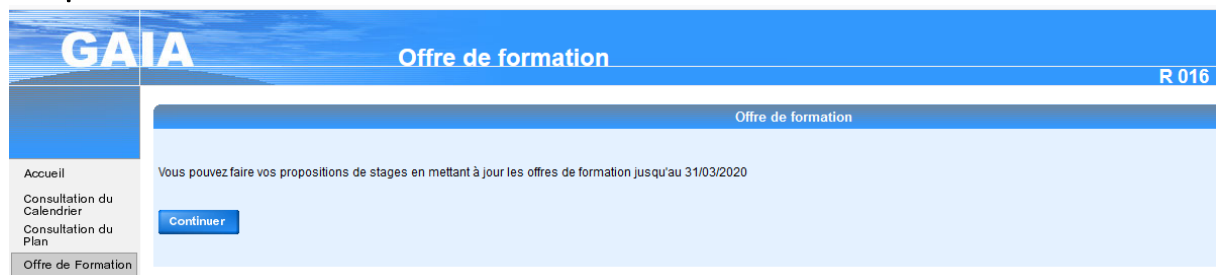 GAIA
Offre de formation
R 016
Offre de formation
Accueil
Consultation du
Calendrier
Consultation du
Plan
Offre de Formation
Vous pouvez faire vos propositions de stages en mettant à jour les offres de formation jusqu'au 31/03/2020
Continuer